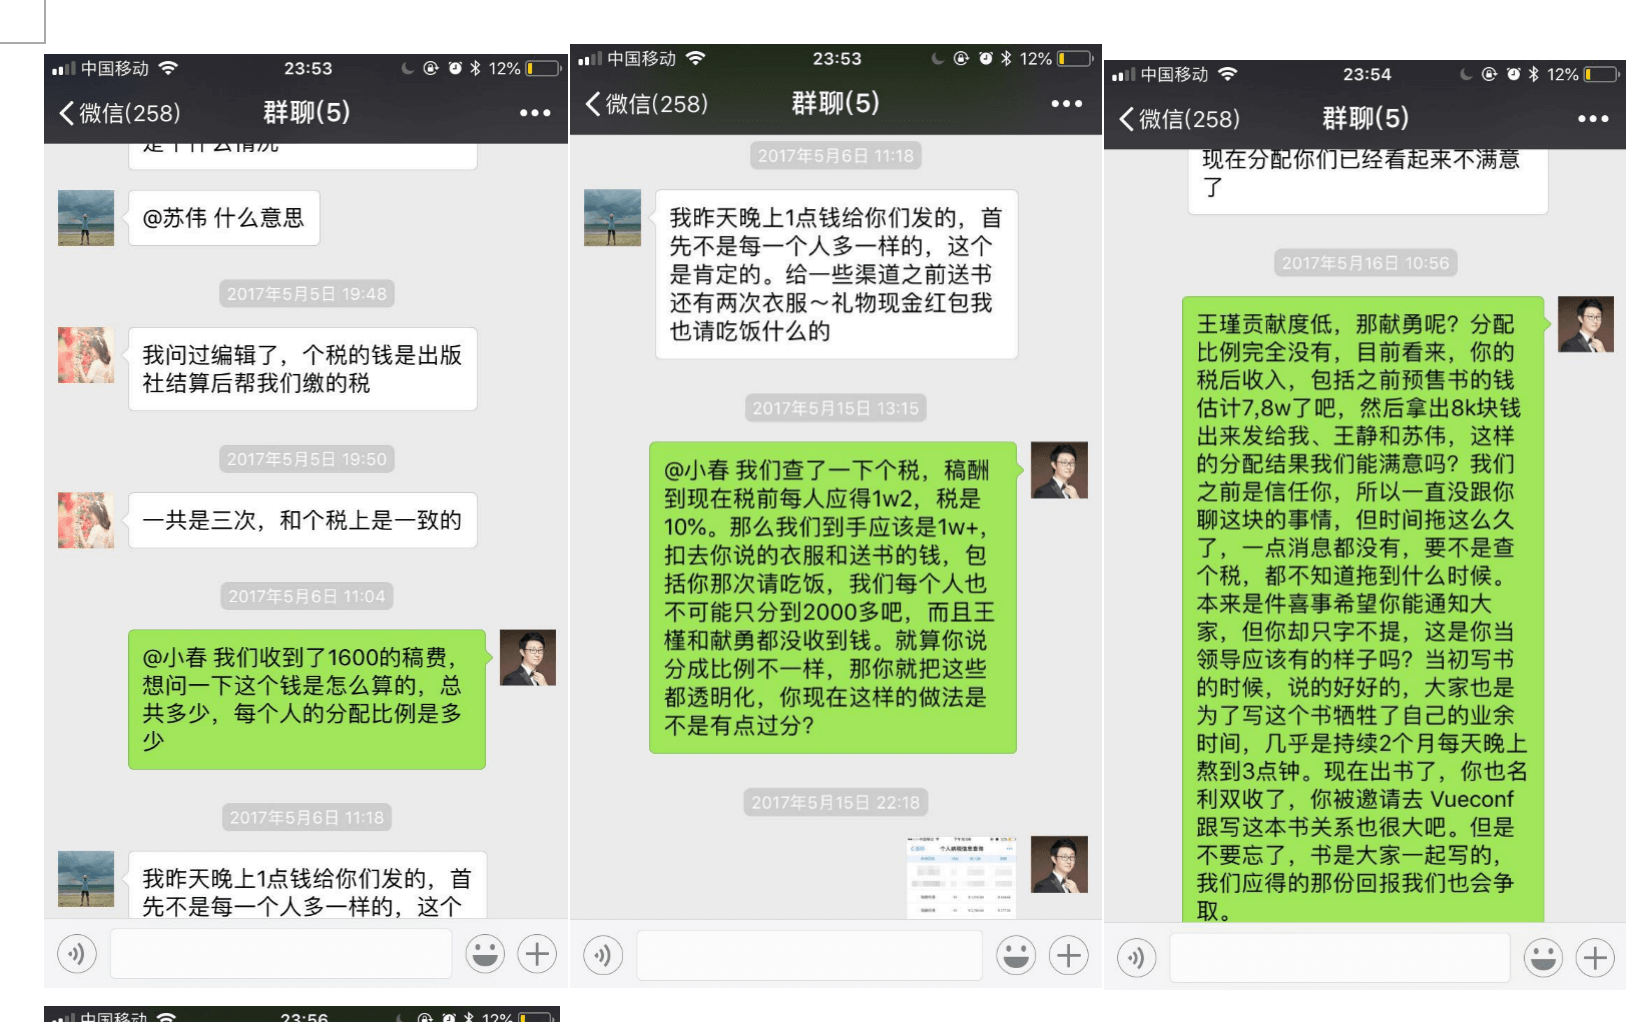 中国移动 23:53 12%
微信(258) 群聊(5)
是个什么情况
@苏伟 什么意思
2017年5月5日 19:48
我问过编辑了，个税的钱是出版
社结算后帮我们缴的税
2017年5月5日 19:50
一共是三次，和个税上是一致的
2017年5月6日 11:04
@小春 我们收到了1600的稿费，
想问一下这个钱是怎么算的，总
共多少，每个人的分配比例是多
少
2017年5月6日 11:18
我昨天晚上1点钱给你们发的，首
先不是每一个人多一样的，这个
中国移动 23:53 12%
微信(258) 群聊(5)
2017年5月6日 11:18
我昨天晚上1点钱给你们发的，首
先不是每一个人多一样的，这个
是肯定的。给一些渠道之前送书
还有两次衣服～礼物现金红包我
也请吃饭什么的
2017年5月15日 13:15
@小春 我们查了一下个税，稿酬
到现在税前每人应得1w2，税是
10%。那么我们到手应该是1w+，
扣去你说的衣服和送书的钱，包
括你那次请吃饭，我们每个人也
不可能只分到2000多吧，而且王
槿和献勇都没收到钱。就算你说
分成比例不一样，那你就把这些
都透明化，你现在这样的做法是
不是有点过分？
2017年5月15日 22:18
个人纳税信息查询
中国移动 23:54 12%
微信(258) 群聊(5)
现在分配你们已经看起来不满意
了
2017年5月16日 10:56
王瑾贡献度低，那献勇呢？分配
比例完全没有，目前看来，你的
税后收入，包括之前预售书的钱
估计7,8w了吧，然后拿出8k块钱
出来发给我、王静和苏伟，这样
的分配结果我们能满意吗？我们
之前是信任你，所以一直没跟你
聊这块的事情，但时间拖这么久
了，一点消息都没有，要不是查
个税，都不知道拖到什么时候。
本来是件喜事希望你能通知大
家，但你却只字不提，这是你当
领导应该有的样子吗？当初写书
的时候，说的好好的，大家也是
为了写这个书牺牲了自己的业余
时间，几乎是持续2个月每天晚上
熬到3点钟。现在出书了，你也名
利双收了，你被邀请去 Vueconf
跟写这本书关系也很大吧。但是
不要忘了，书是大家一起写的，
我们应得的那份回报我们也会争
取。
中国移动 23:56 12%